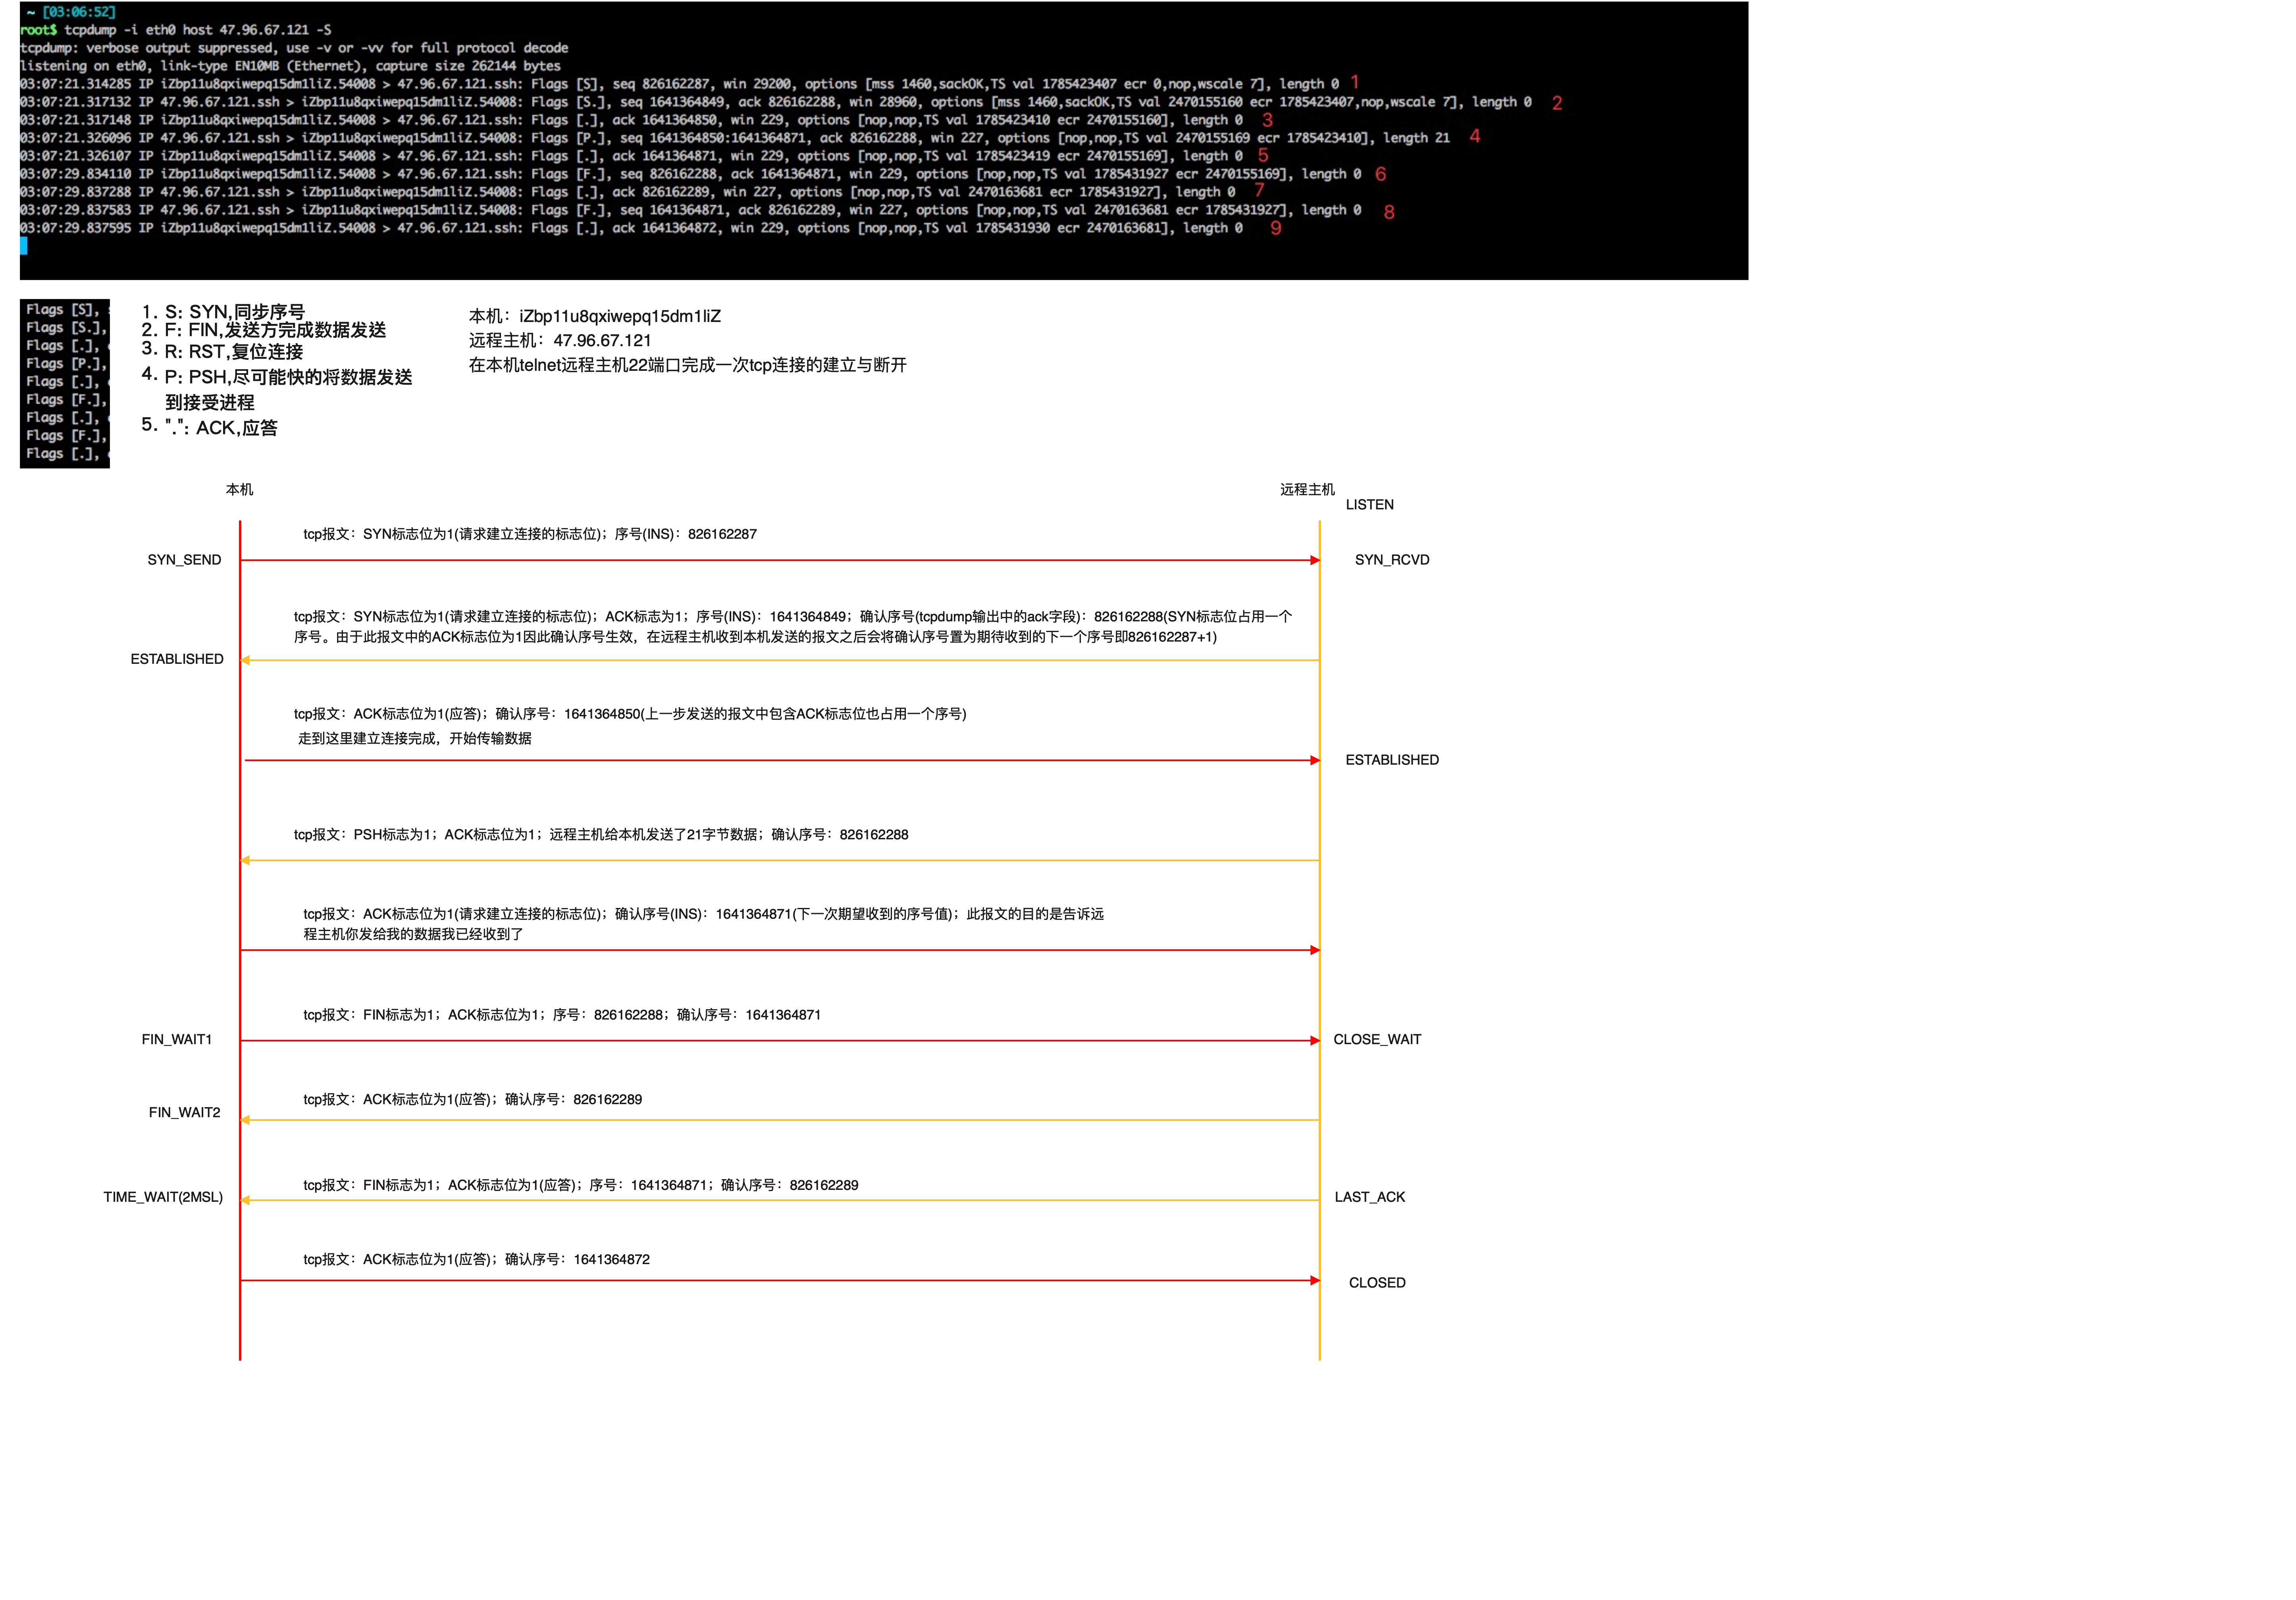 ~ [03:06:52]
root$ tcpdump -i eth0 host 47.96.67.121 -S
tcpdump: verbose output suppressed, use -v or -vv for full protocol decode
listening on eth0, link-type EN10MB (Ethernet), capture size 262144 bytes
03:07:21.314285 IP iZbp11u8qxiwepq15dm1liZ.54008 > 47.96.67.121.ssh: Flags [S], seq 826162287, win 29200, options [mss 1460,sackOK,TS val 1785423407 ecr 0,nop,wscale 7], length 0 1
03:07:21.317132 IP 47.96.67.121.ssh > iZbp11u8qxiwepq15dm1liZ.54008: Flags [S.], seq 1641364849, ack 826162288, win 28960, options [mss 1460,sackOK,TS val 2470155160 ecr 1785423407,nop,wscale 7], length 0 2
03:07:21.317148 IP iZbp11u8qxiwepq15dm1liZ.54008 > 47.96.67.121.ssh: Flags [.], ack 1641364850, win 229, options [nop,nop,TS val 1785423410 ecr 2470155160], length 0 3
03:07:21.326096 IP 47.96.67.121.ssh > iZbp11u8qxiwepq15dm1liZ.54008: Flags [P.], seq 1641364850:1641364871, ack 826162288, win 227, options [nop,nop,TS val 2470155169 ecr 1785423410], length 21 4
03:07:21.326107 IP iZbp11u8qxiwepq15dm1liZ.54008 > 47.96.67.121.ssh: Flags [.], ack 1641364871, win 229, options [nop,nop,TS val 1785423419 ecr 2470155169], length 0 5
03:07:29.834110 IP iZbp11u8qxiwepq15dm1liZ.54008 > 47.96.67.121.ssh: Flags [F.], seq 826162288, ack 1641364871, win 229, options [nop,nop,TS val 1785431927 ecr 2470155169], length 0 6
03:07:29.837288 IP 47.96.67.121.ssh > iZbp11u8qxiwepq15dm1liZ.54008: Flags [.], ack 826162289, win 227, options [nop,nop,TS val 2470163681 ecr 1785431927], length 0 7
03:07:29.837583 IP 47.96.67.121.ssh > iZbp11u8qxiwepq15dm1liZ.54008: Flags [F.], seq 1641364871, ack 826162289, win 227, options [nop,nop,TS val 2470163681 ecr 1785431927], length 0 8
03:07:29.837595 IP iZbp11u8qxiwepq15dm1liZ.54008 > 47.96.67.121.ssh: Flags [.], ack 1641364872, win 229, options [nop,nop,TS val 1785431930 ecr 2470163681], length 0 9
Flags [S],
Flags [S.],
Flags [.],
Flags [P.],
Flags [.],
Flags [F.],
Flags [.],
Flags [F.],
Flags [.],
1. S: SYN,同步序号
2. F: FIN,发送方完成数据发送
3. R: RST,复位连接
4. P: PSH,尽可能快的将数据发送
到接受进程
5. ".": ACK,应答
本机：iZbp11u8qxiwepq15dm1liZ
远程主机：47.96.67.121
在本机telnet远程主机22端口完成一次tcp连接的建立与断开
本机
远程主机
LISTEN
tcp报文：SYN标志位为1(请求建立连接的标志位)；序号(INS)：826162287
SYN_SEND
SYN_RCVD
tcp报文：SYN标志位为1(请求建立连接的标志位)；ACK标志为1；序号(INS)：1641364849；确认序号(tcpdump输出中的ack字段)：826162288(SYN标志位占用一个
序号。由于此报文中的ACK标志位为1因此确认序号生效，在远程主机收到本机发送的报文之后会将确认序号置为期待收到的下一个序号即826162287+1)
ESTABLISHED
tcp报文：ACK标志位为1(应答)；确认序号：1641364850(上一步发送的报文中包含ACK标志位也占用一个序号)
走到这里建立连接完成，开始传输数据
ESTABLISHED
tcp报文：PSH标志为1；ACK标志位为1；远程主机给本机发送了21字节数据；确认序号：826162288
tcp报文：ACK标志位为1(请求建立连接的标志位)；确认序号(INS)：1641364871(下一次期望收到的序号值)；此报文的目的是告诉远
程主机你发给我的数据我已经收到了
tcp报文：FIN标志为1；ACK标志位为1；序号：826162288；确认序号：1641364871
FIN_WAIT1
CLOSE_WAIT
tcp报文：ACK标志位为1(应答)；确认序号：826162289
FIN_WAIT2
tcp报文：FIN标志为1；ACK标志位为1(应答)；序号：1641364871；确认序号：826162289
TIME_WAIT(2MSL)
LAST_ACK
tcp报文：ACK标志位为1(应答)；确认序号：1641364872
CLOSED